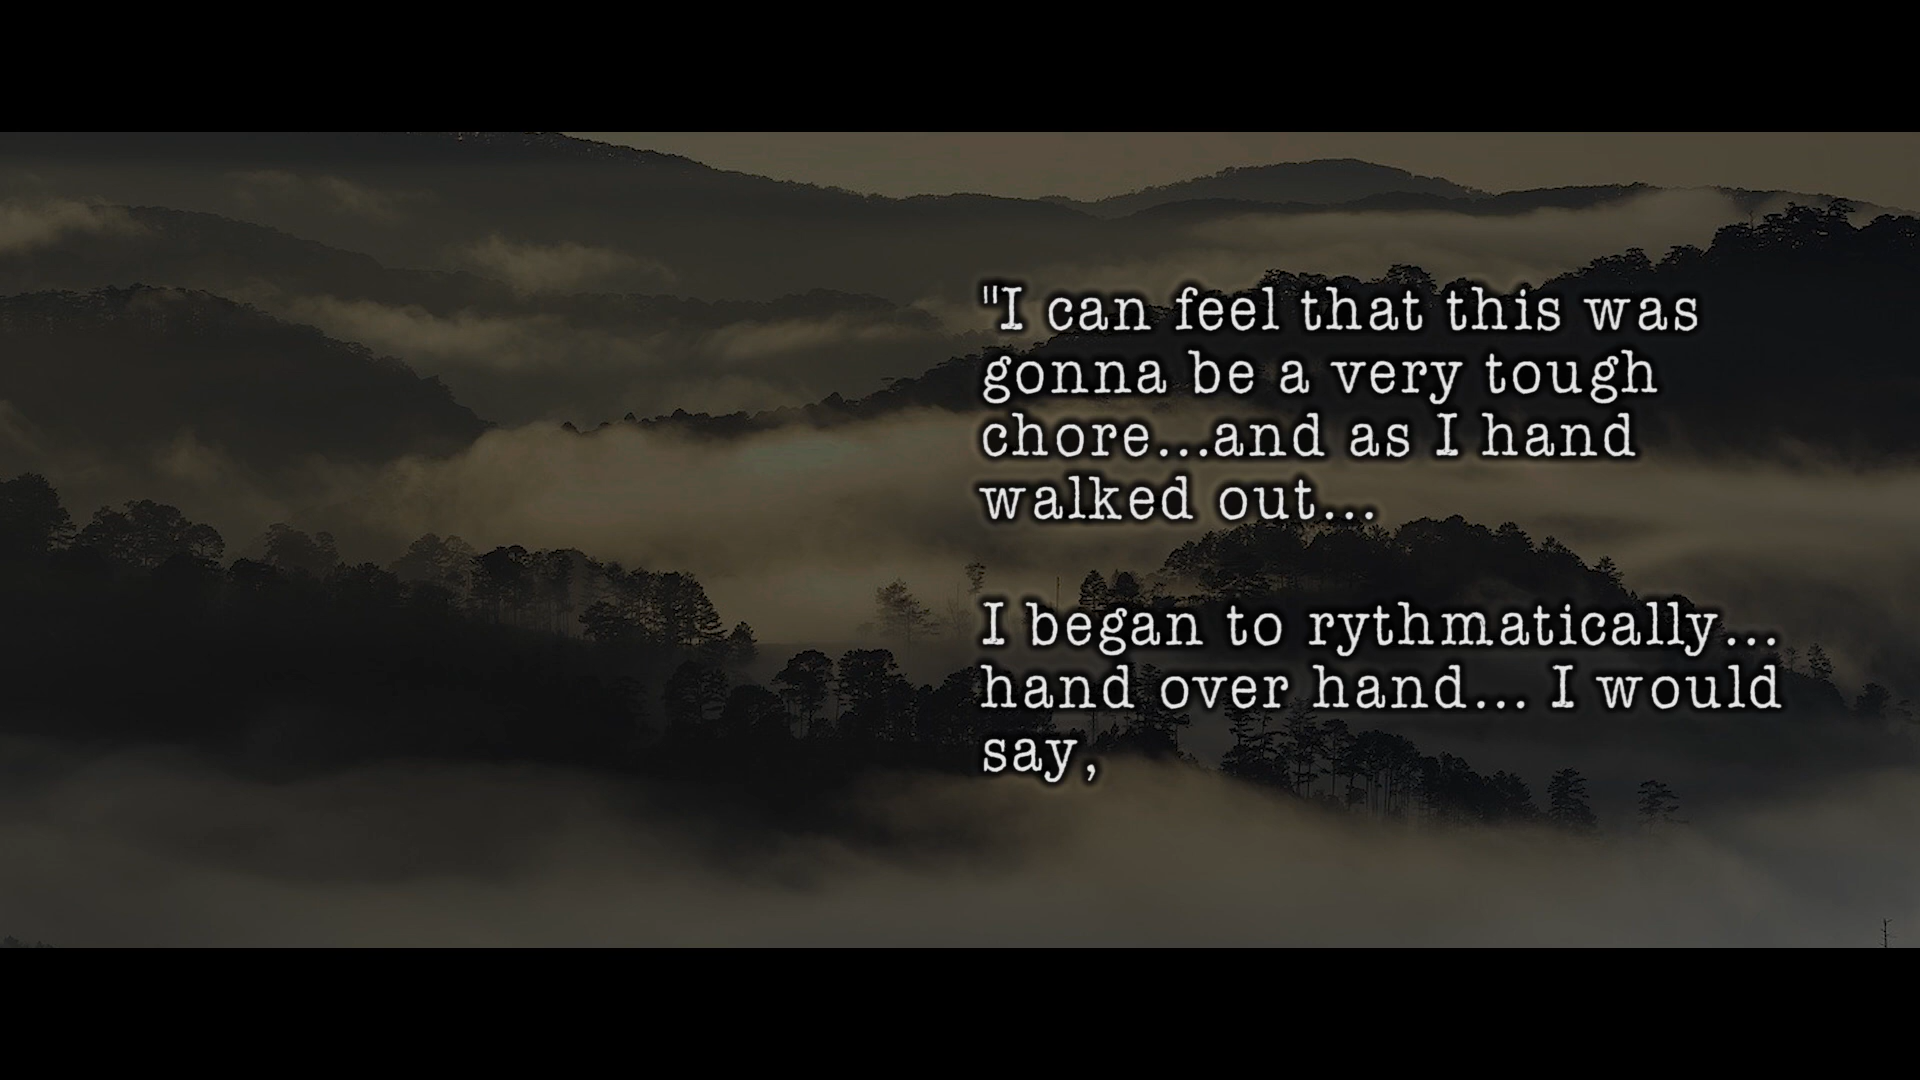 "I can feel that this was
gonna be a very tough
chore...and as I hand
walked out...
I began to rythmatically...
hand over hand... I would
say,